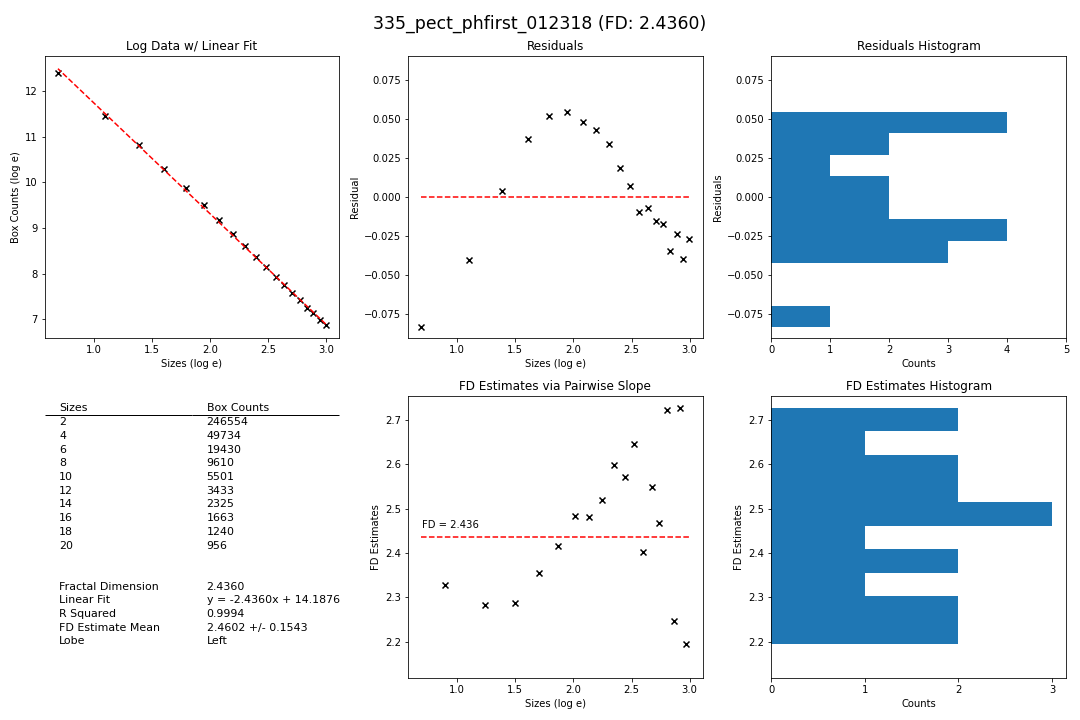 335_pect_phfirst_012318 (FD: 2.4360)
Log Data w/ Linear Fit
Box Counts (log e)
12
11
10
9
8
7
1.0 1.5 2.0 2.5 3.0
Sizes (log e)
Residuals
Residual
0.075
0.050
0.025
0.000
−0.025
−0.050
−0.075
1.0 1.5 2.0 2.5 3.0
Sizes (log e)
Residuals Histogram
Residuals
0.075
0.050
0.025
0.000
−0.025
−0.050
−0.075
0 1 2 3 4 5
Counts
Sizes Box Counts
2 246554
4 49734
6 19430
8 9610
10 5501
12 3433
14 2325
16 1663
18 1240
20 956
Fractal Dimension 2.4360
Linear Fit y = -2.4360x + 14.1876
R Squared 0.9994
FD Estimate Mean 2.4602 +/- 0.1543
Lobe Left
FD Estimates via Pairwise Slope
FD Estimates
2.7
2.6
2.5
2.4
2.3
2.2
FD = 2.436
1.0 1.5 2.0 2.5 3.0
Sizes (log e)
FD Estimates Histogram
FD Estimates
2.7
2.6
2.5
2.4
2.3
2.2
0 1 2 3
Counts